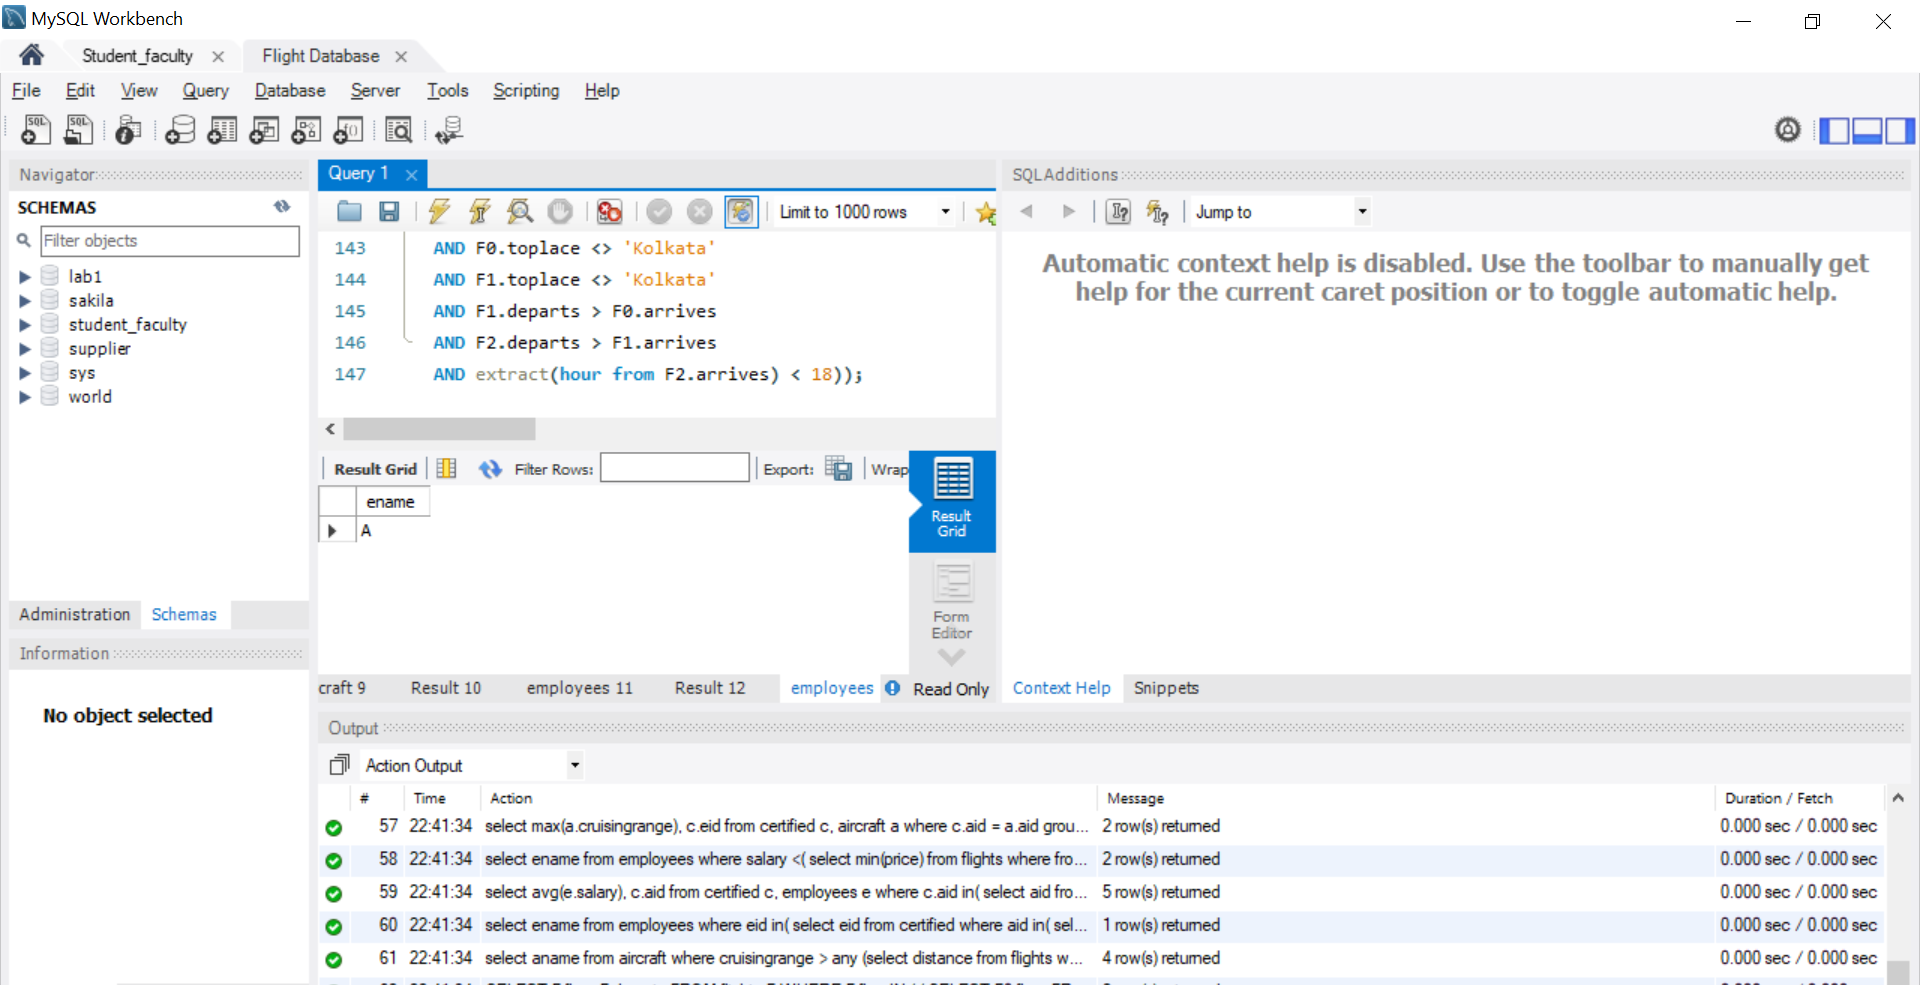 MySQL Workbench
Student_faculty
Flight Database
File Edit View Query Database Server Tools Scripting Help
Navigator
SCHEMAS
Filter objects
lab1
sakila
student_faculty
supplier
sys
world
Administration Schemas
Information
No object selected
Query 1
Limit to 1000 rows
143 AND F0.toplace <> 'Kolkata'
144 AND F1.toplace <> 'Kolkata'
145 AND F1.departs > F0.arrives
146 AND F2.departs > F1.arrives
147 AND extract(hour from F2.arrives) < 18));
Result Grid Filter Rows: Export: Wrap
ename
A
Result
Grid
Form
Editor
craft 9 Result 10 employees 11 Result 12 employees Read Only
SQLAdditions
Jump to
Automatic context help is disabled. Use the toolbar to manually get
help for the current caret position or to toggle automatic help.
Context Help Snippets
Output
Action Output
# Time Action Message Duration / Fetch
57 22:41:34 select max(a.cruisingrange), c.eid from certified c, aircraft a where c.aid = a.aid grou... 2 row(s) returned 0.000 sec / 0.000 sec
58 22:41:34 select ename from employees where salary <( select min(price) from flights where fro... 2 row(s) returned 0.000 sec / 0.000 sec
59 22:41:34 select avg(e.salary), c.aid from certified c, employees e where c.aid in( select aid fro... 5 row(s) returned 0.000 sec / 0.000 sec
60 22:41:34 select ename from employees where eid in( select eid from certified where aid in( sel... 1 row(s) returned 0.000 sec / 0.000 sec
61 22:41:34 select aname from aircraft where cruisingrange > any (select distance from flights w... 4 row(s) returned 0.000 sec / 0.000 sec